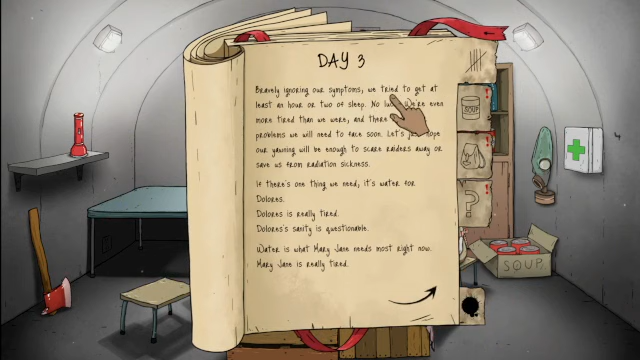 DAY 3
Bravely ignoring our symptoms, we tried to get at
least an hour or two of sleep. No We're even
more tired than we were, and there
problems we will need to face soon. Let's hope
our yawning will be enough to scare raiders away or
save us from radiation sickness.
If there's one thing we need, it's water for
Dolores.
Dolores is really tired.
Dolores's sanity is questionable.
Water is what Mary Jane needs most right now.
Mary Jane is really tired.
SOUP
?
SOUP